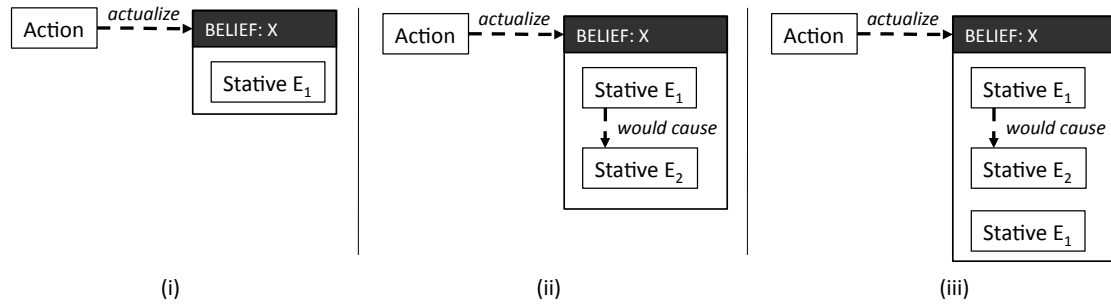 Action
actualize
BELIEF: X
Stative E₁
(i)
Action
actualize
BELIEF: X
Stative E₁
would cause
Stative E₂
(ii)
Action
actualize
BELIEF: X
Stative E₁
would cause
Stative E₂
Stative E₁
(iii)